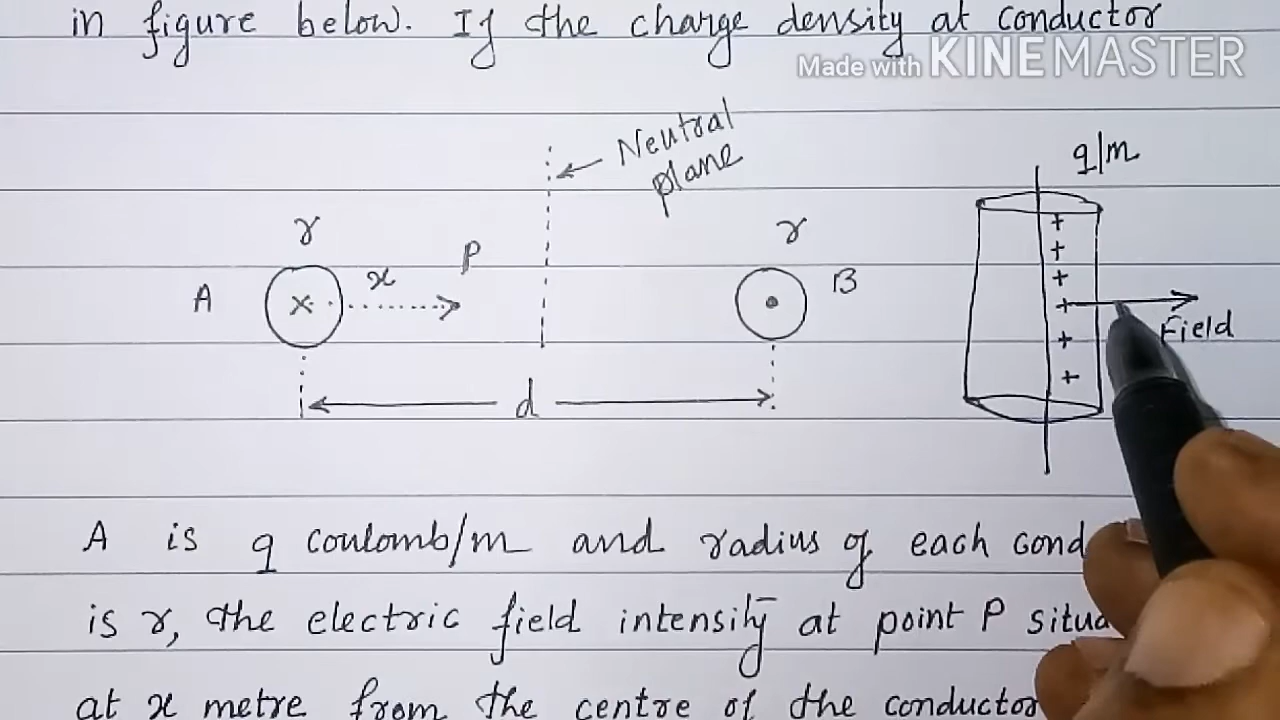 in figure below. If the charge density at conductor
Made with KINEMASTER
Neutral
plane
q/m
r
r
A
x
P
B
Field
d
A is q coulomb/m and radius of each cond
is r, the electric field intensity at point P situa
at x metre from the centre of the conductor